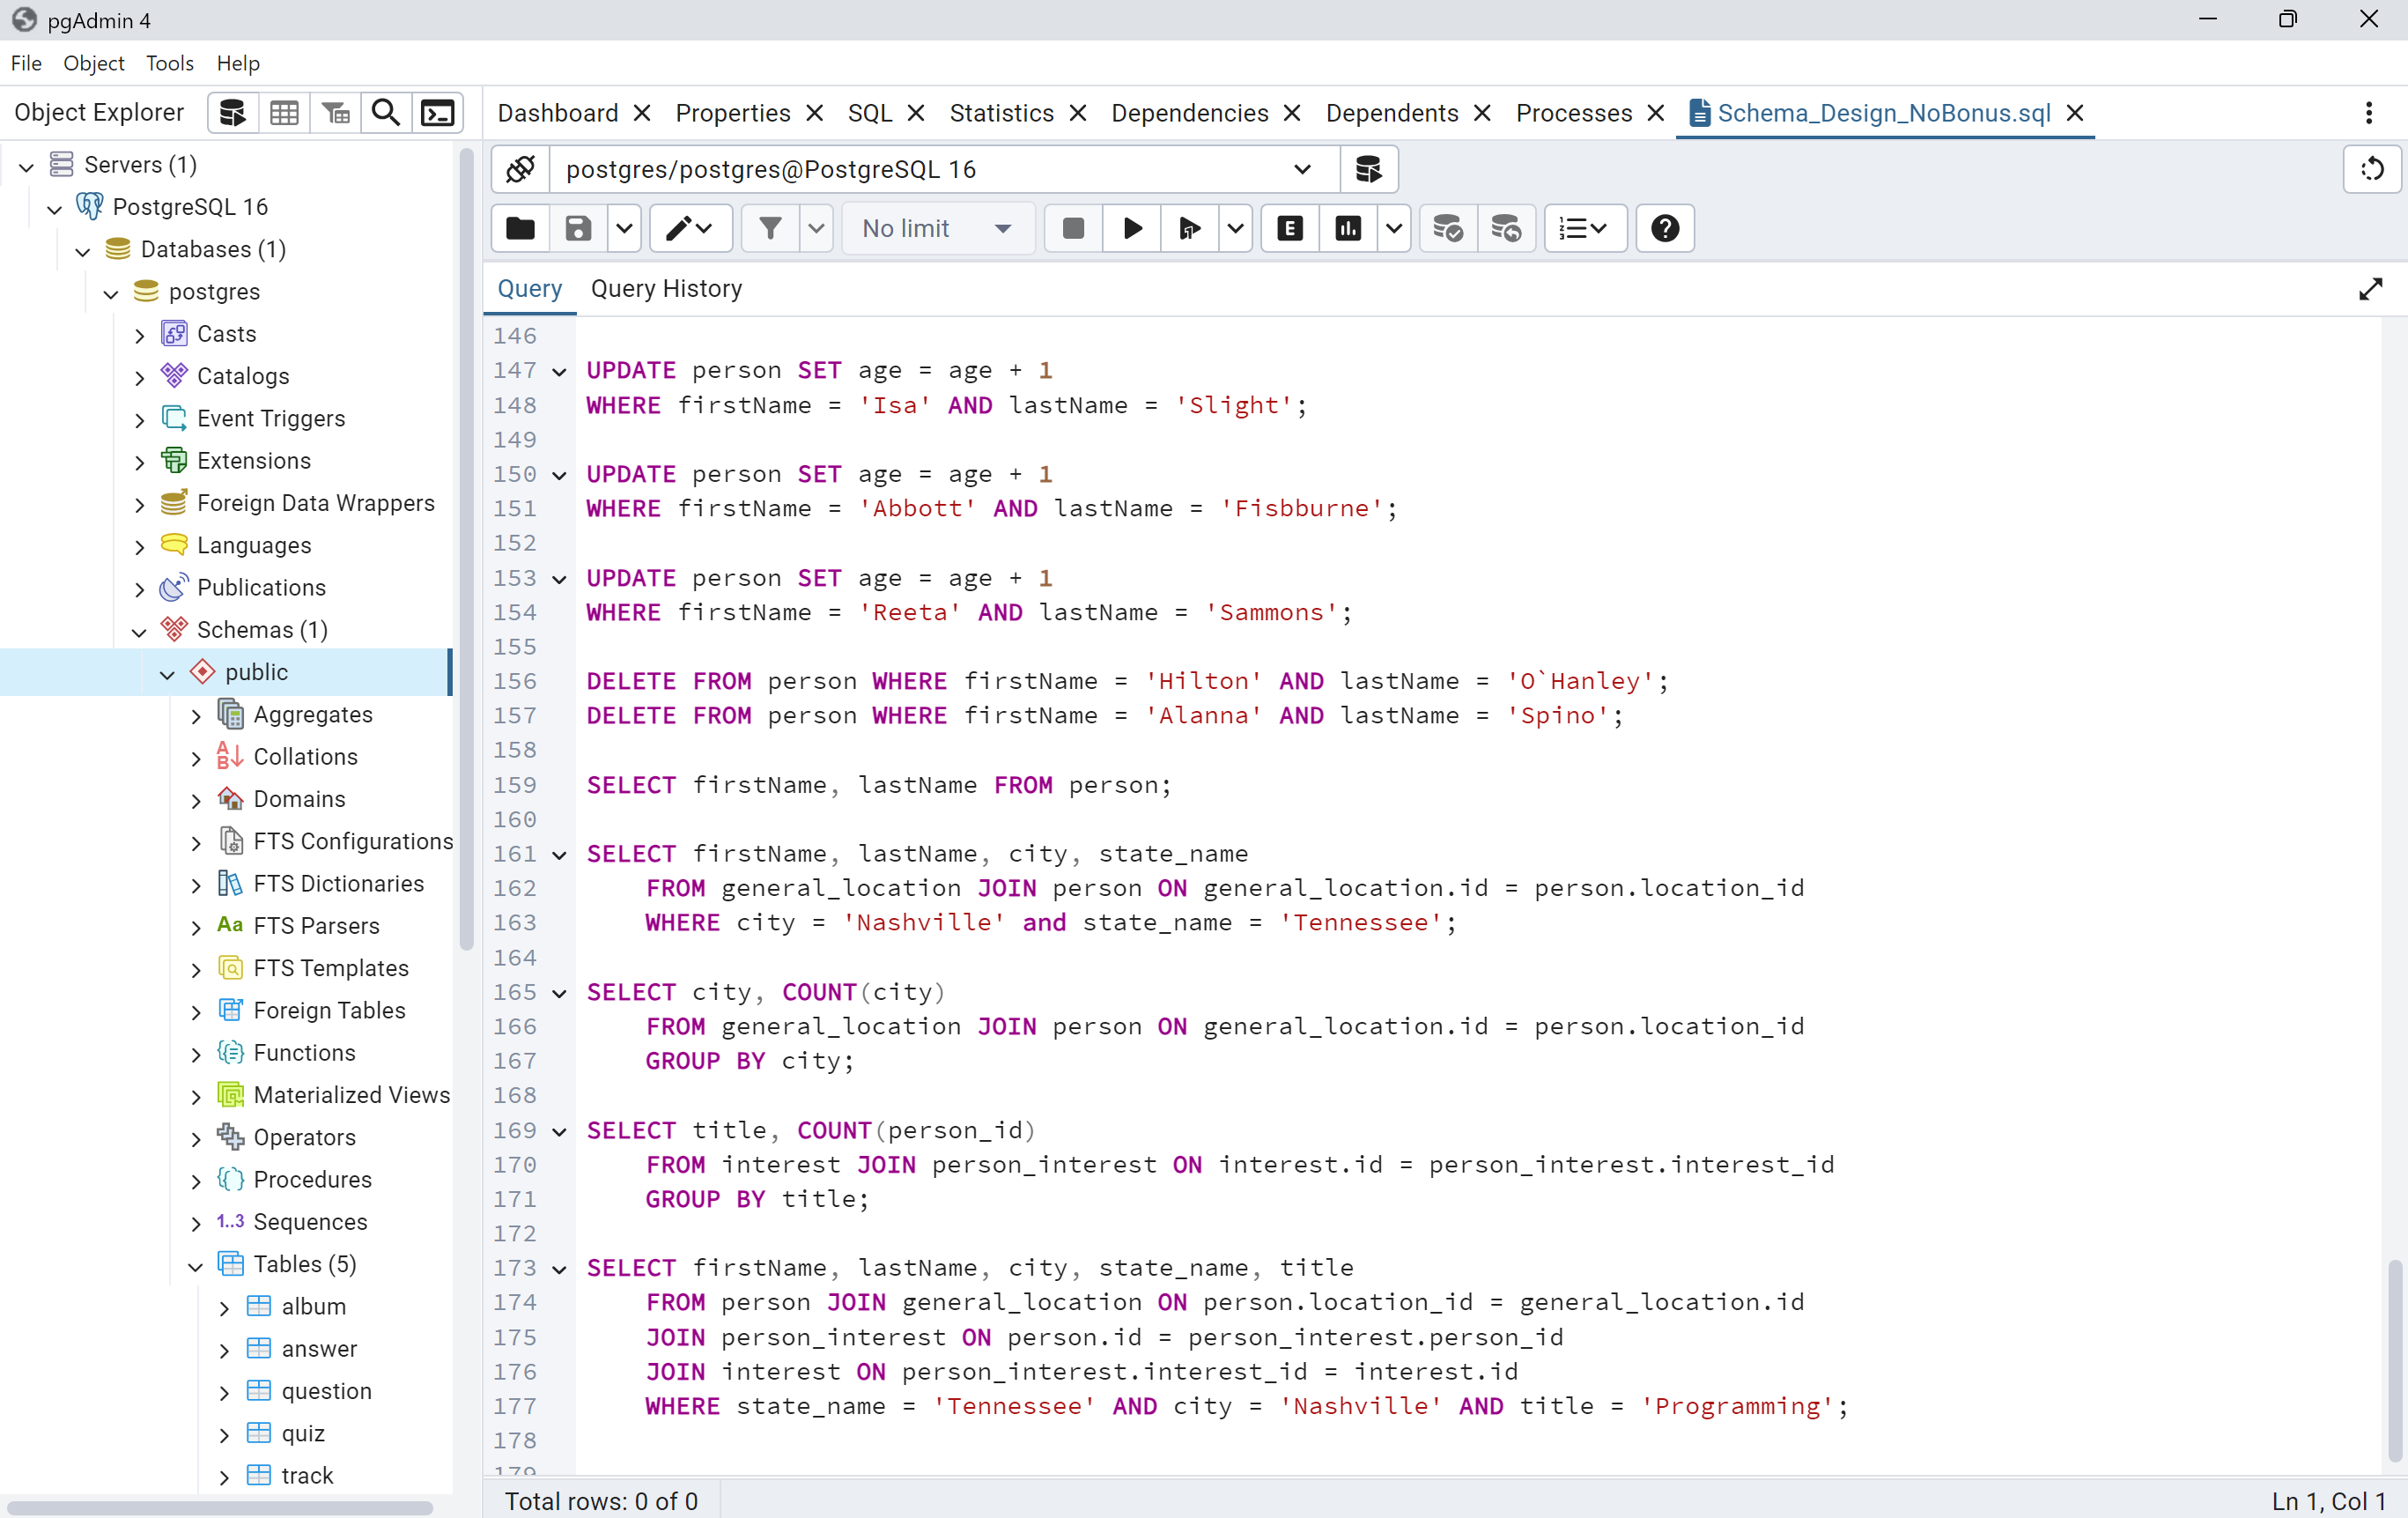 pgAdmin 4
File Object Tools Help
Object Explorer
Dashboard Properties SQL Statistics Dependencies Dependents Processes Schema_Design_NoBonus.sql
Servers (1)
PostgreSQL 16
Databases (1)
postgres
Casts
Catalogs
Event Triggers
Extensions
Foreign Data Wrappers
Languages
Publications
Schemas (1)
public
Aggregates
Collations
Domains
FTS Configurations
FTS Dictionaries
Aa FTS Parsers
FTS Templates
Foreign Tables
Functions
Materialized Views
Operators
Procedures
1..3 Sequences
Tables (5)
album
answer
question
quiz
track
postgres/postgres@PostgreSQL 16
No limit
E
Query Query History
146
147 UPDATE person SET age = age + 1
148 WHERE firstName = 'Isa' AND lastName = 'Slight';
149
150 UPDATE person SET age = age + 1
151 WHERE firstName = 'Abbott' AND lastName = 'Fisbburne';
152
153 UPDATE person SET age = age + 1
154 WHERE firstName = 'Reeta' AND lastName = 'Sammons';
155
156 DELETE FROM person WHERE firstName = 'Hilton' AND lastName = 'O`Hanley';
157 DELETE FROM person WHERE firstName = 'Alanna' AND lastName = 'Spino';
158
159 SELECT firstName, lastName FROM person;
160
161 SELECT firstName, lastName, city, state_name
162     FROM general_location JOIN person ON general_location.id = person.location_id
163     WHERE city = 'Nashville' and state_name = 'Tennessee';
164
165 SELECT city, COUNT(city)
166     FROM general_location JOIN person ON general_location.id = person.location_id
167     GROUP BY city;
168
169 SELECT title, COUNT(person_id)
170     FROM interest JOIN person_interest ON interest.id = person_interest.interest_id
171     GROUP BY title;
172
173 SELECT firstName, lastName, city, state_name, title
174     FROM person JOIN general_location ON person.location_id = general_location.id
175     JOIN person_interest ON person.id = person_interest.person_id
176     JOIN interest ON person_interest.interest_id = interest.id
177     WHERE state_name = 'Tennessee' AND city = 'Nashville' AND title = 'Programming';
178
179
Total rows: 0 of 0
Ln 1, Col 1